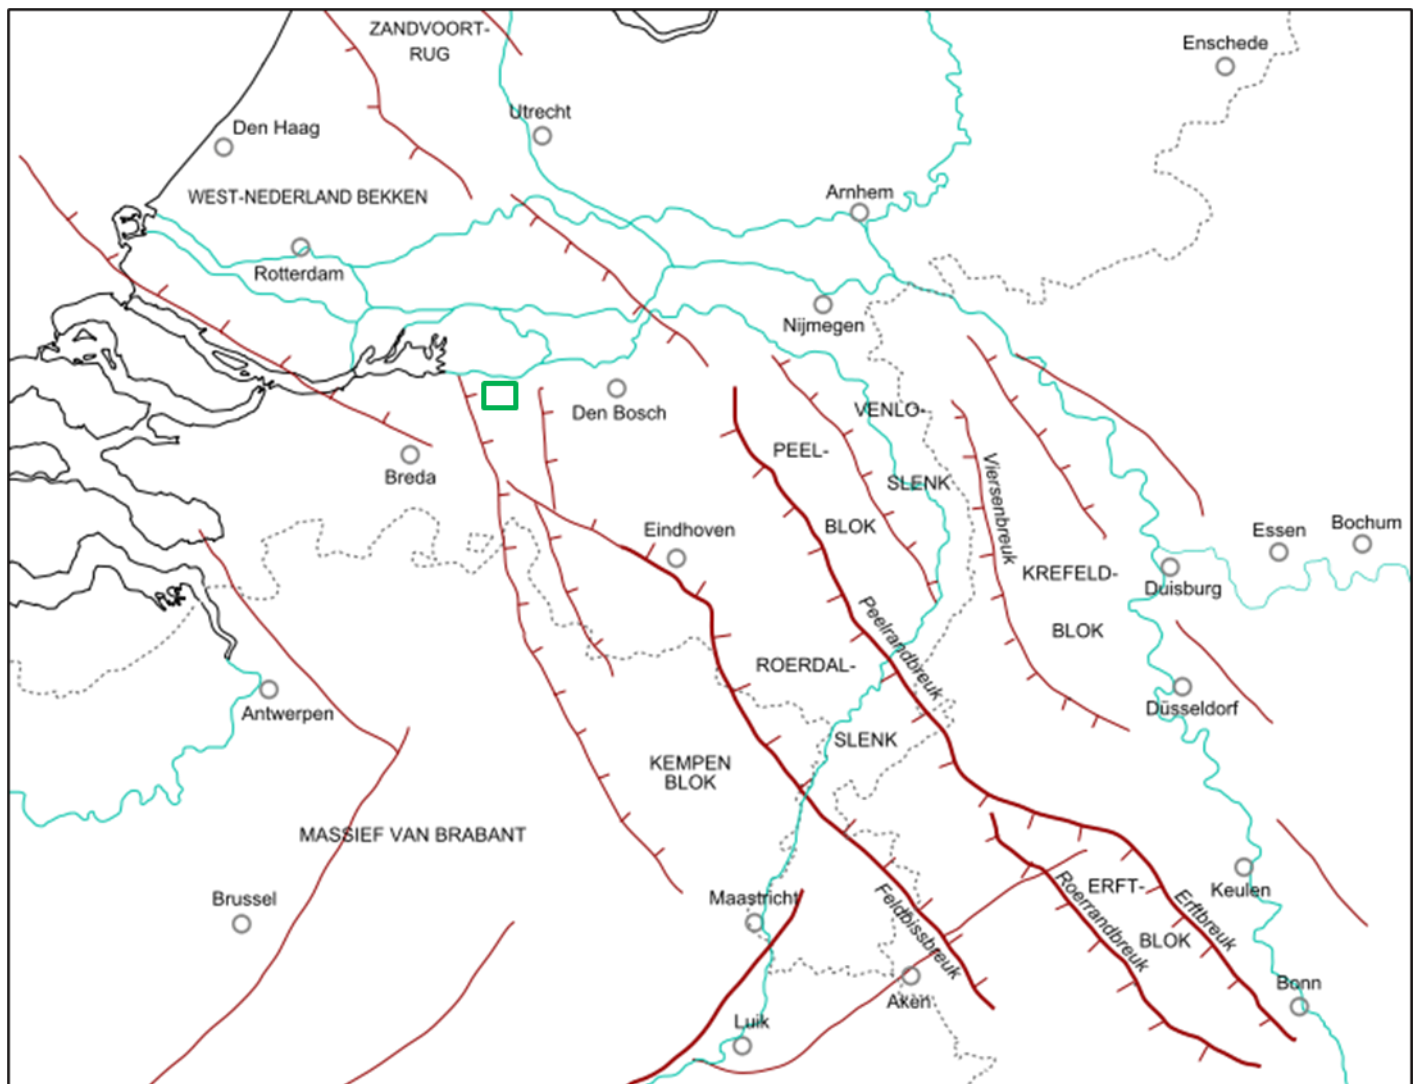 ZANDVOORT-
RUG
Enschede
Utrecht
Den Haag
WEST-NEDERLAND BEKKEN
Arnhem
Rotterdam
Nijmegen
Den Bosch
VENLO-
SLENK
PEEL-
BLOK
Breda
Viersenbreuk
Eindhoven
Essen
Bochum
KREFELD-
BLOK
Duisburg
Peelrandbreuk
ROERDAL-
SLENK
Antwerpen
Düsseldorf
KEMPEN
BLOK
MASSIEF VAN BRABANT
Brussel
Maastricht
Feldbissbreuk
Roerrandbreuk
ERFT-
BLOK
Erftbreuk
Keulen
Aken
Bonn
Luik